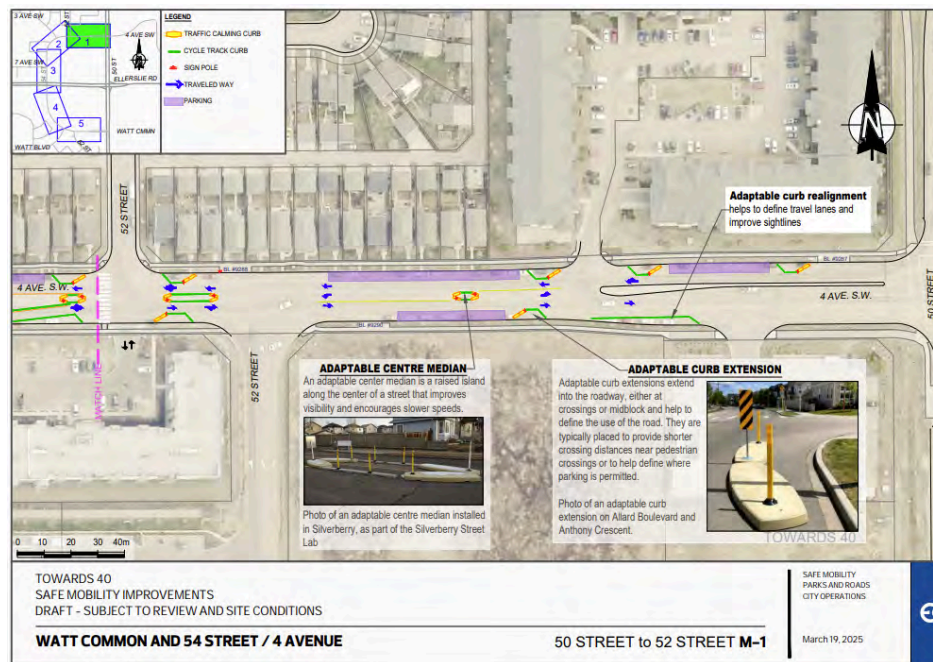 3 AVE SW
52 ST
1
4 AVE SW
2
7 AVE SW
3
50 ST
ELLERSLIE RD
4
5
WATT CMMN
WATT BLVD
LEGEND
TRAFFIC CALMING CURB
CYCLE TRACK CURB
SIGN POLE
TRAVELED WAY
PARKING
N
52 STREET
Adaptable curb realignment
helps to define travel lanes and
improve sightlines
4 AVE. S.W.
4 AVE. S.W.
50 STREET
MATCH LINE
52 STREET
ADAPTABLE CENTRE MEDIAN
An adaptable center median is a raised island
along the center of a street that improves
visibility and encourages slower speeds.
Photo of an adaptable centre median installed
in Silverberry, as part of the Silverberry Street
Lab
ADAPTABLE CURB EXTENSION
Adaptable curb extensions extend
into the roadway, either at
crossings or midblock and help to
define the use of the road. They are
typically placed to provide shorter
crossing distances near pedestrian
crossings or to help define where
parking is permitted.
Photo of an adaptable curb
extension on Allard Boulevard and
Anthony Crescent.
TOWARDS 40
0 10 20 40m
TOWARDS 40
SAFE MOBILITY IMPROVEMENTS
DRAFT - SUBJECT TO REVIEW AND SITE CONDITIONS
WATT COMMON AND 54 STREET / 4 AVENUE
50 STREET to 52 STREET M-1
SAFE MOBILITY
PARKS AND ROADS
CITY OPERATIONS
March 19, 2025